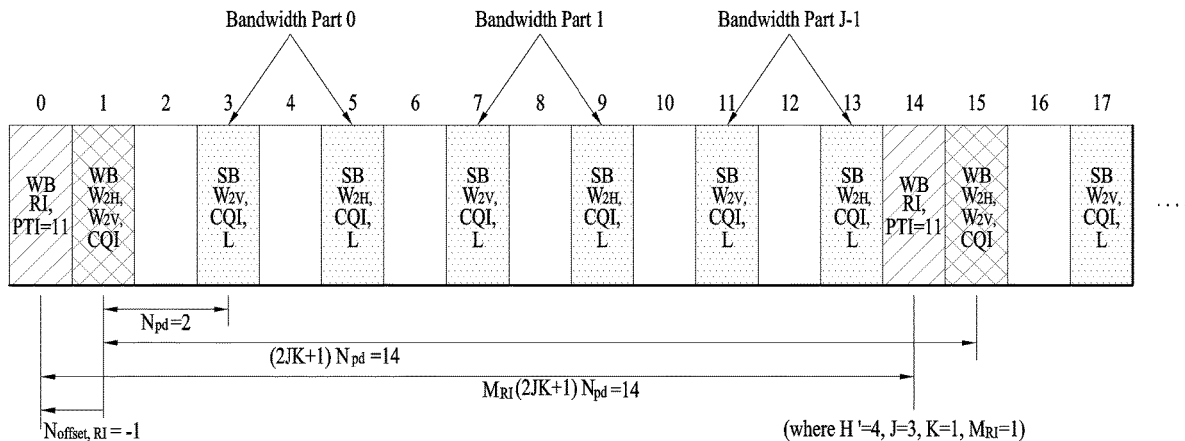 Bandwidth Part 0 Bandwidth Part 1 Bandwidth Part J-1
0 1 2 3 4 5 6 7 8 9 10 11 12 13 14 15 16 17
WB
RI,
PTI=11
WB
W2H,
W2V,
CQI
SB
W2V,
CQI,
L
SB
W2H,
CQI,
L
SB
W2V,
CQI,
L
SB
W2H,
CQI,
L
SB
W2V,
CQI,
L
SB
W2H,
CQI,
L
WB
RI,
PTI=11
WB
W2H,
W2V,
CQI
SB
W2V,
CQI,
L
...
Npd=2
(2JK+1) Npd=14
MRI(2JK+1) Npd=14
Noffset, RI = -1
(where H'=4, J=3, K=1, MRI=1)